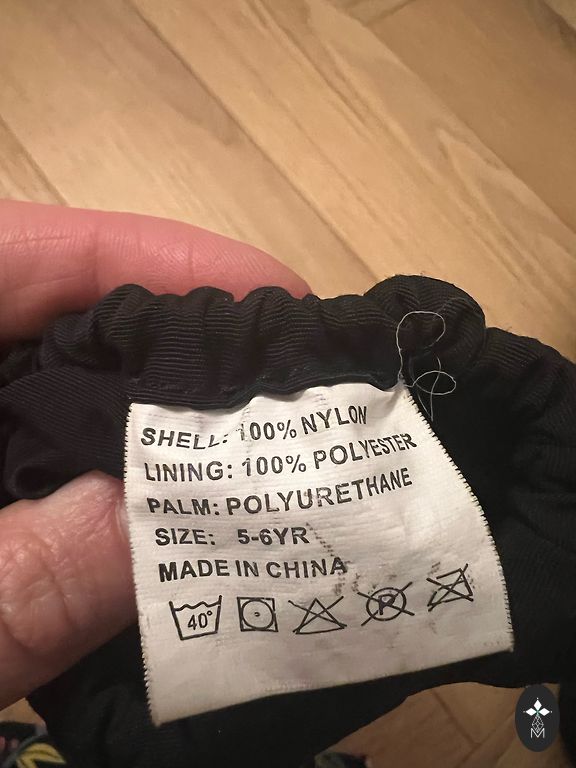 SHELL: 100% NYLON
LINING: 100% POLYESTER
PALM: POLYURETHANE
SIZE: 5-6YR
MADE IN CHINA
40° P
M